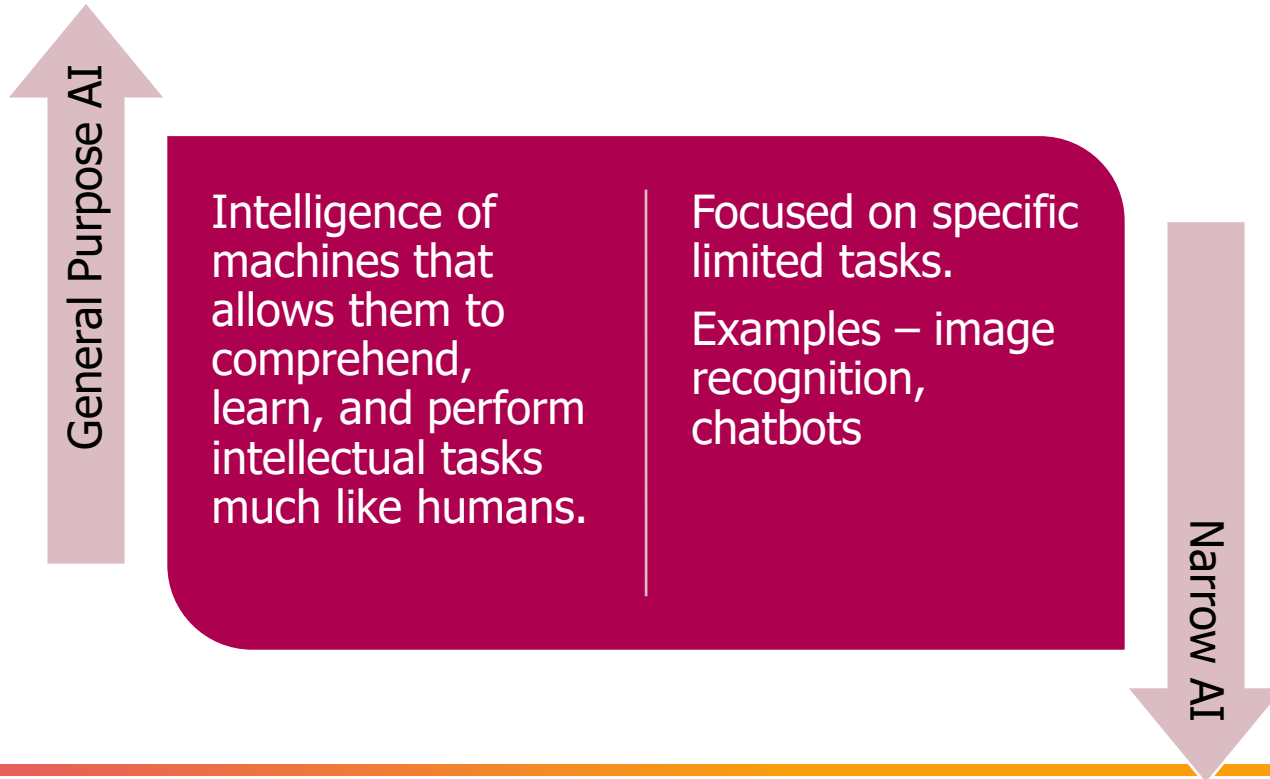 General Purpose AI
Intelligence of
machines that
allows them to
comprehend,
learn, and perform
intellectual tasks
much like humans.
Focused on specific
limited tasks.
Examples – image
recognition,
chatbots
Narrow AI